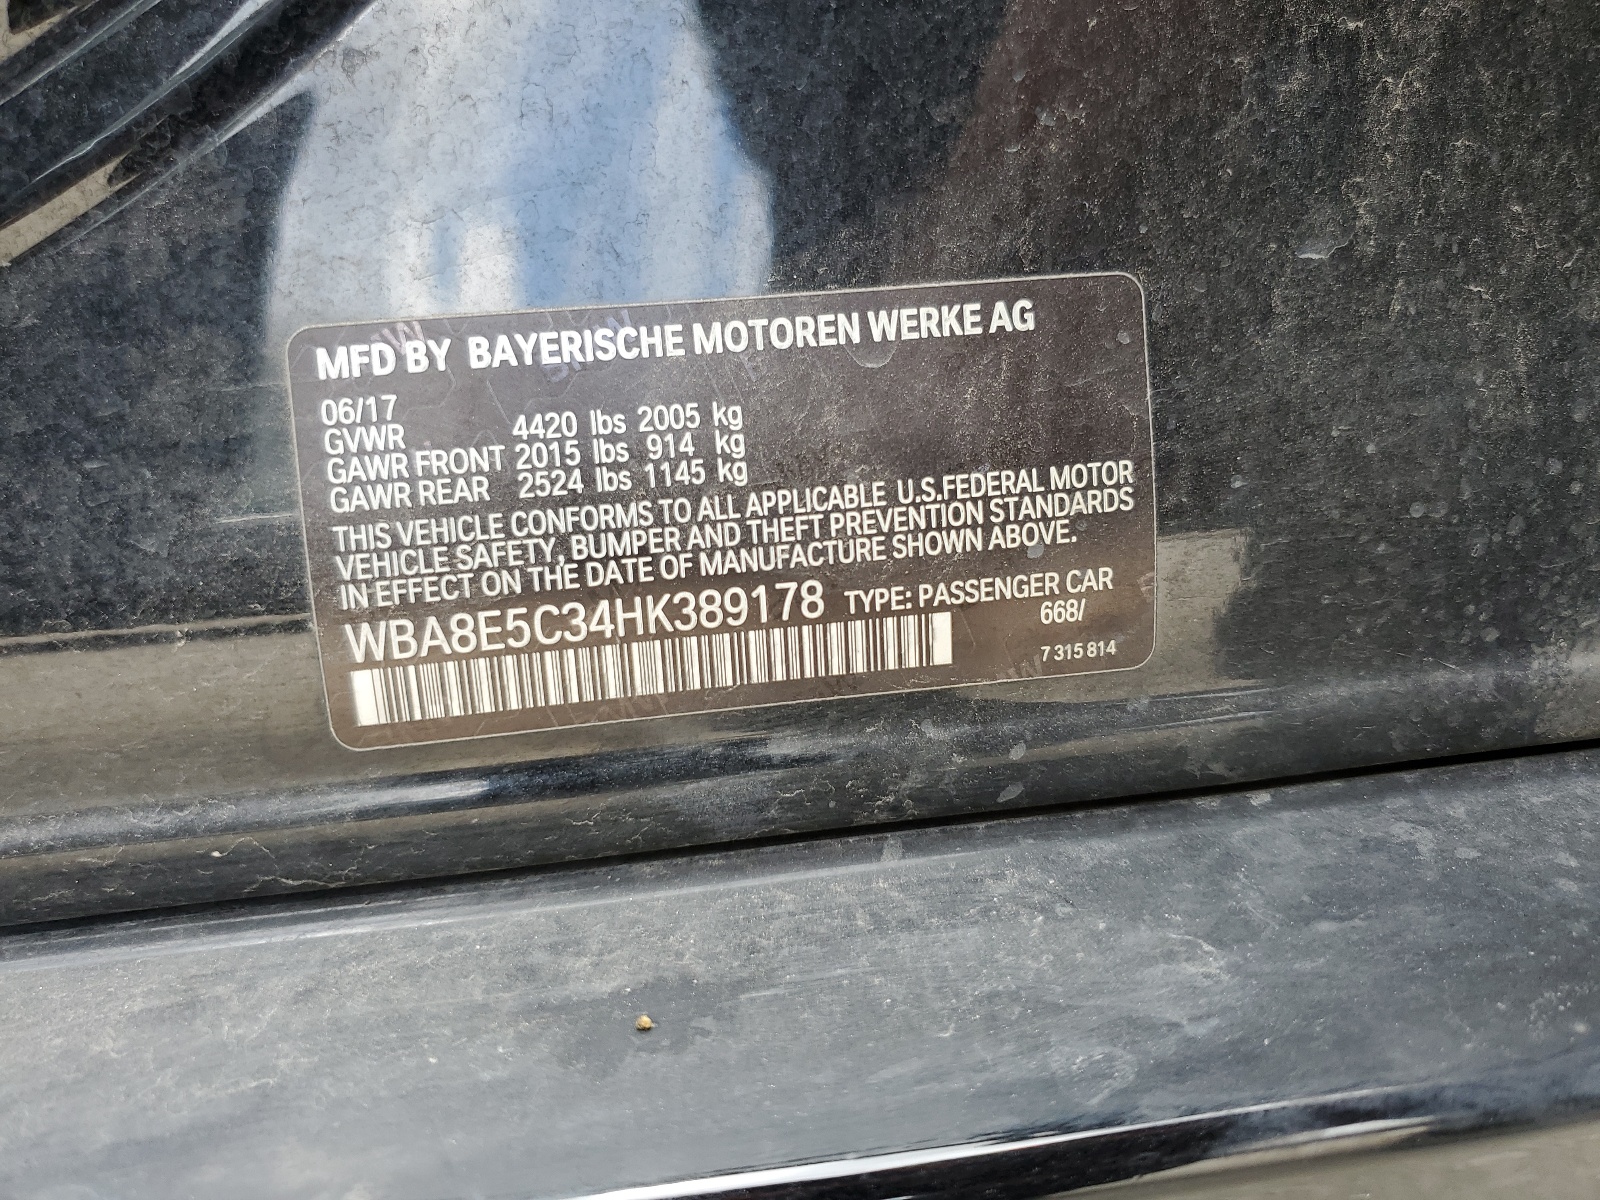 MFD BY BAYERISCHE MOTOREN WERKE AG
06/17
GVWR 4420 lbs 2005 kg
GAWR FRONT 2015 lbs 914 kg
GAWR REAR 2524 lbs 1145 kg
THIS VEHICLE CONFORMS TO ALL APPLICABLE U.S.FEDERAL MOTOR
VEHICLE SAFETY, BUMPER AND THEFT PREVENTION STANDARDS
IN EFFECT ON THE DATE OF MANUFACTURE SHOWN ABOVE.
WBA8E5C34HK389178 TYPE: PASSENGER CAR
668/
7 315 814